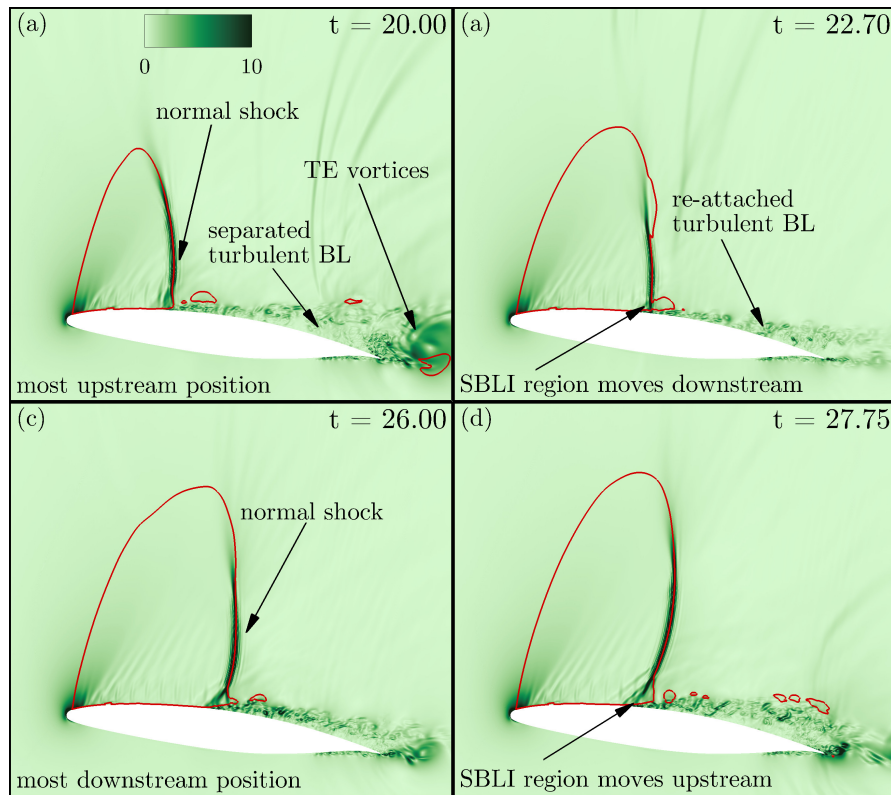 (a)
t = 20.00
0
10
normal shock
TE vortices
separated
turbulent BL
most upstream position
(a)
t = 22.70
re-attached
turbulent BL
SBLI region moves downstream
(c)
t = 26.00
normal shock
most downstream position
(d)
t = 27.75
SBLI region moves upstream